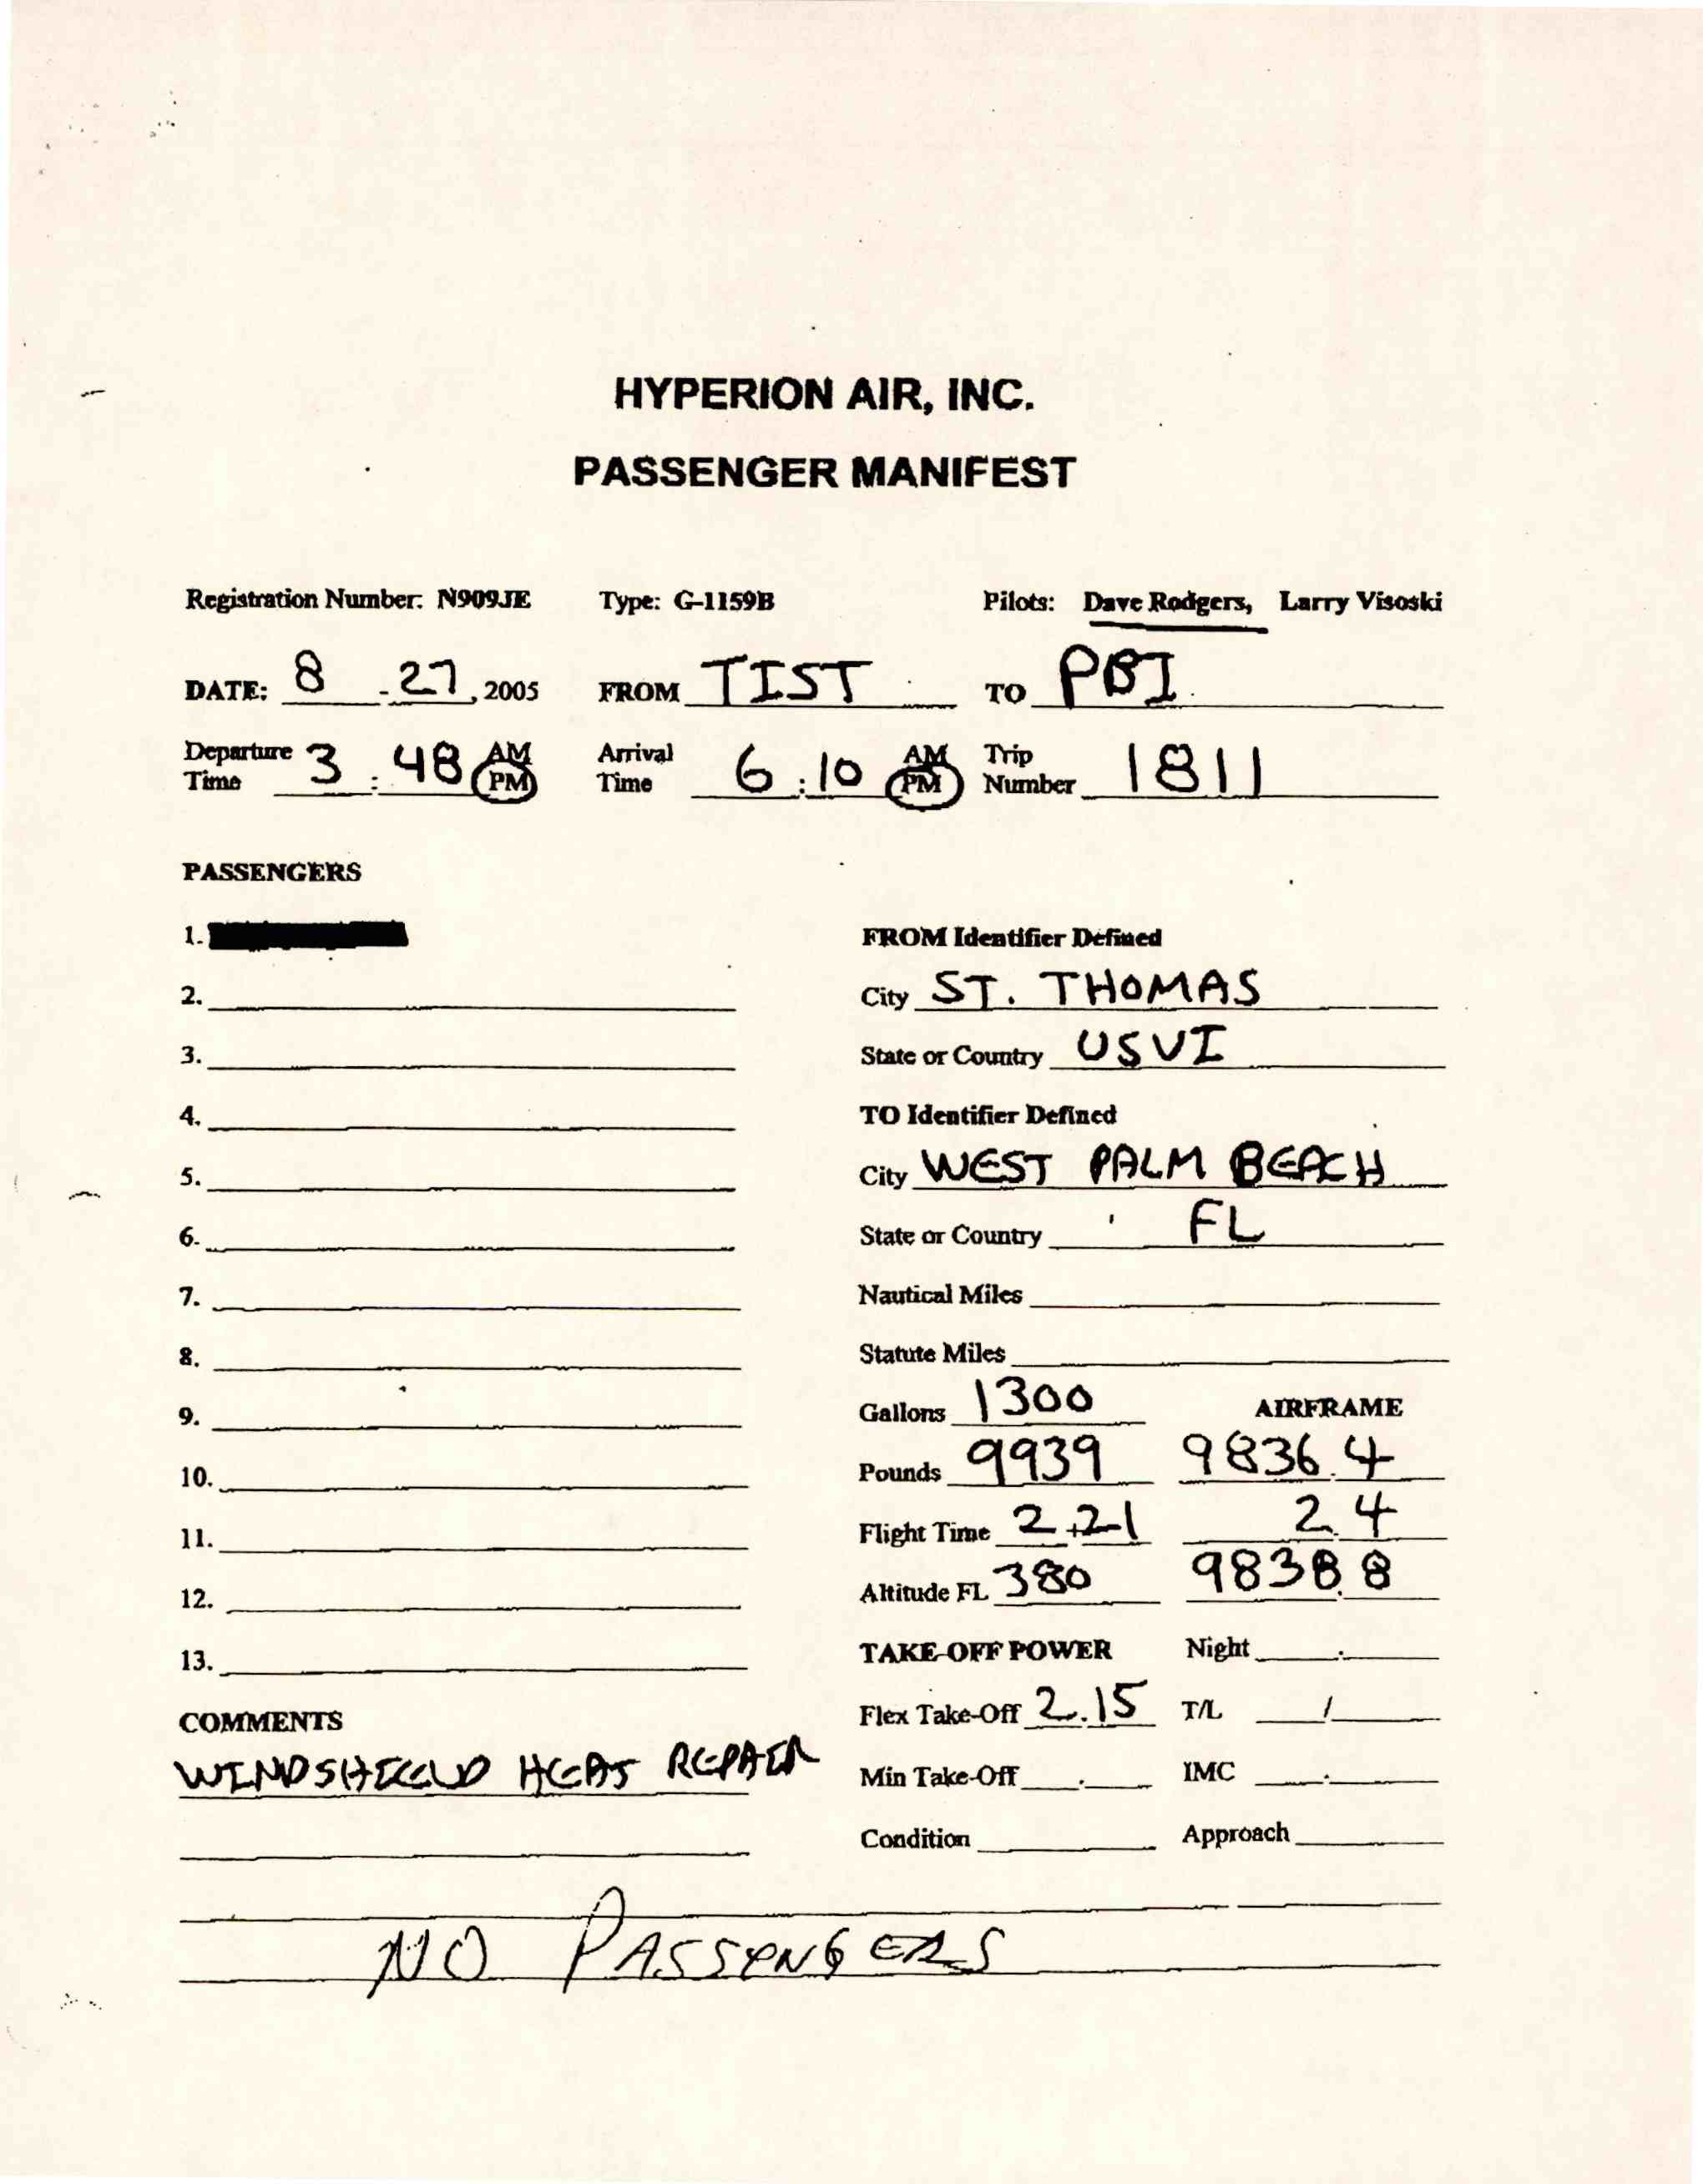 HYPERION AIR, INC.
PASSENGER MANIFEST
Registration Number: N909JE Type: G-1159B Pilots: Dave Rodgers, Larry Visoski
DATE: 8 - 27, 2005 FROM TIST TO PBI
Departure Time 3 : 48 AM PM Arrival Time 6 : 10 AM PM Trip Number 1811
PASSENGERS
1.
2.
3.
4.
5.
6.
7.
8.
9.
10.
11.
12.
13.
COMMENTS
WINDSHIELD HEAT REPAIR
FROM Identifier Defined
City ST. THOMAS
State or Country USVI
TO Identifier Defined
City WEST PALM BEACH
State or Country FL
Nautical Miles
Statute Miles
Gallons 1300 AIRFRAME
Pounds 9939 9836.4
Flight Time 2+21 2.4
Altitude FL 380 9838.8
TAKE-OFF POWER Night :
Flex Take-Off 2.15 T/L /
Min Take-Off . IMC .
Condition Approach
NO PASSENGERS